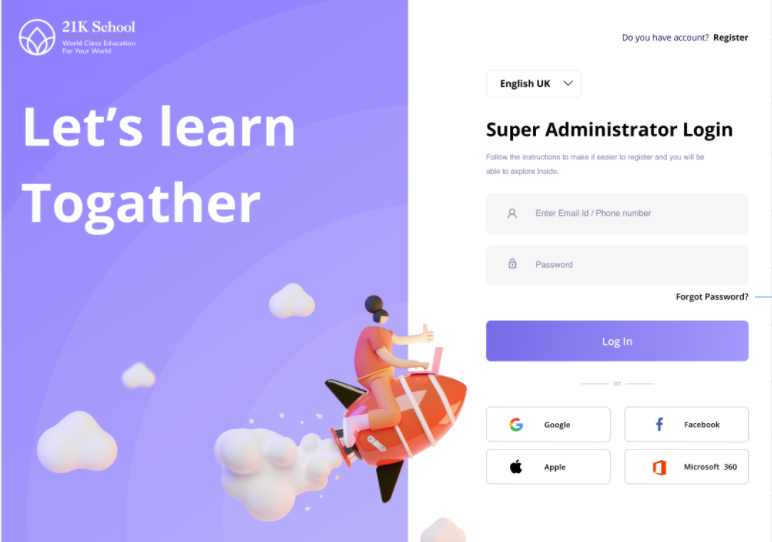 21K School
World Class Education
For Your World
Let's learn
Togather
Do you have account? Register
English UK
Super Administrator Login
Follow the instructions to make it easier to register and you will be
able to explore inside.
Enter Email Id / Phone number
Password
Forgot Password?
Log In
or
Google
Facebook
Apple
Microsoft 360